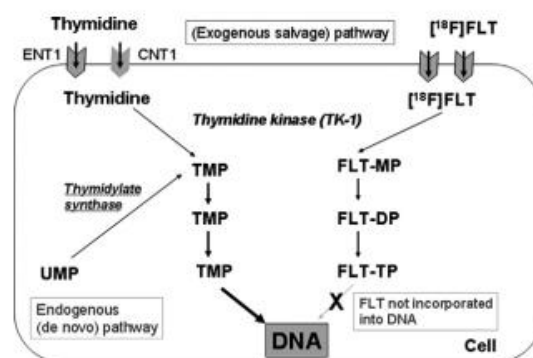 Thymidine
(Exogenous salvage) pathway
[¹⁸F]FLT
ENT1
CNT1
Thymidine
[¹⁸F]FLT
Thymidine kinase (TK-1)
TMP
FLT-MP
Thymidylate
synthase
TMP
FLT-DP
UMP
TMP
FLT-TP
Endogenous
(de novo) pathway
X
FLT not incorporated
into DNA
DNA
Cell